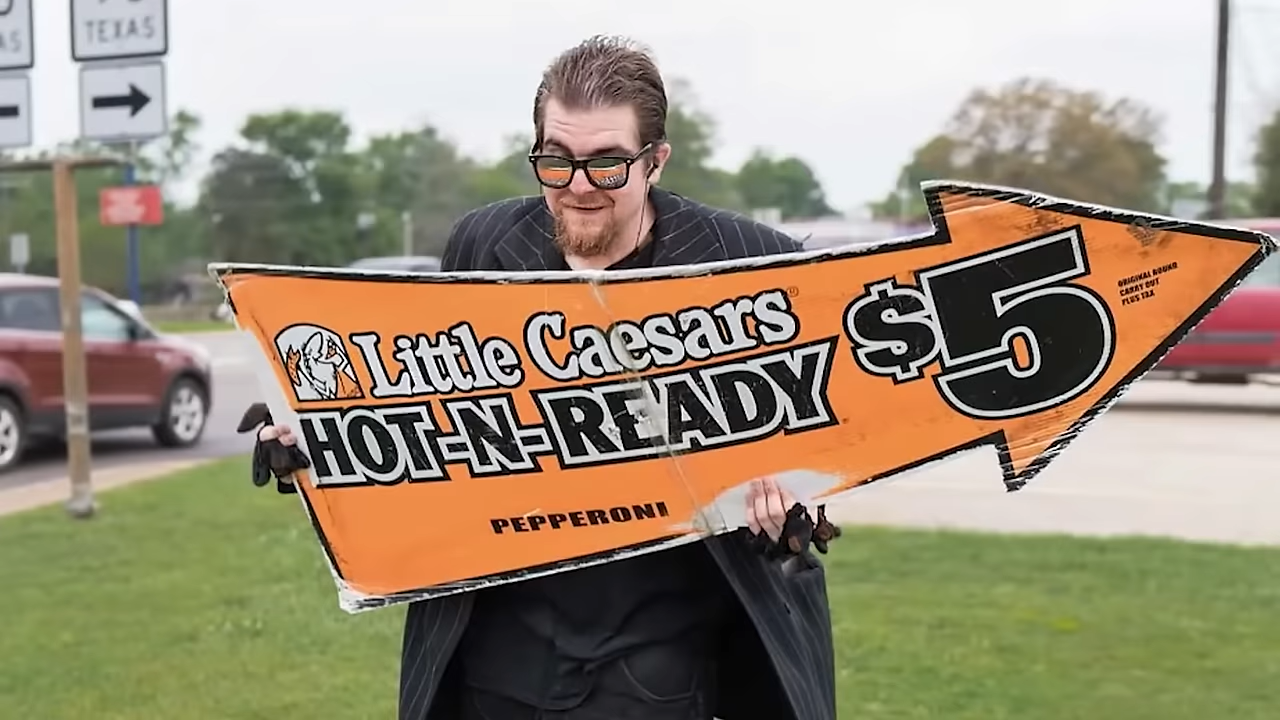 TEXAS
Little Caesars®
HOT-N-READY
$5
ORIGINAL ROUND
CARRY OUT
PLUS TAX
PEPPERONI